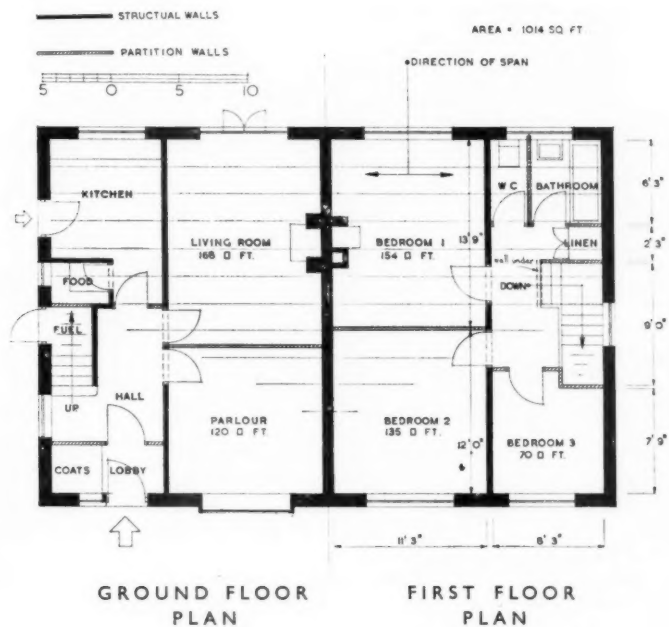 STRUCTUAL WALLS
PARTITION WALLS
5 0 5 10
AREA = 1014 SQ FT.
DIRECTION OF SPAN
KITCHEN
LIVING ROOM
168 □ FT.
FOOD
FUEL
UP
HALL
PARLOUR
120 □ FT.
COATS
LOBBY
BEDROOM 1
154 □ FT.
13'9"
W C
BATHROOM
LINEN
wall under
DOWN
BEDROOM 2
135 □ FT.
12'0"
BEDROOM 3
70 □ FT.
6'3"
2'3"
9'0"
7'9"
11'3"
8'3"
GROUND FLOOR
PLAN
FIRST FLOOR
PLAN